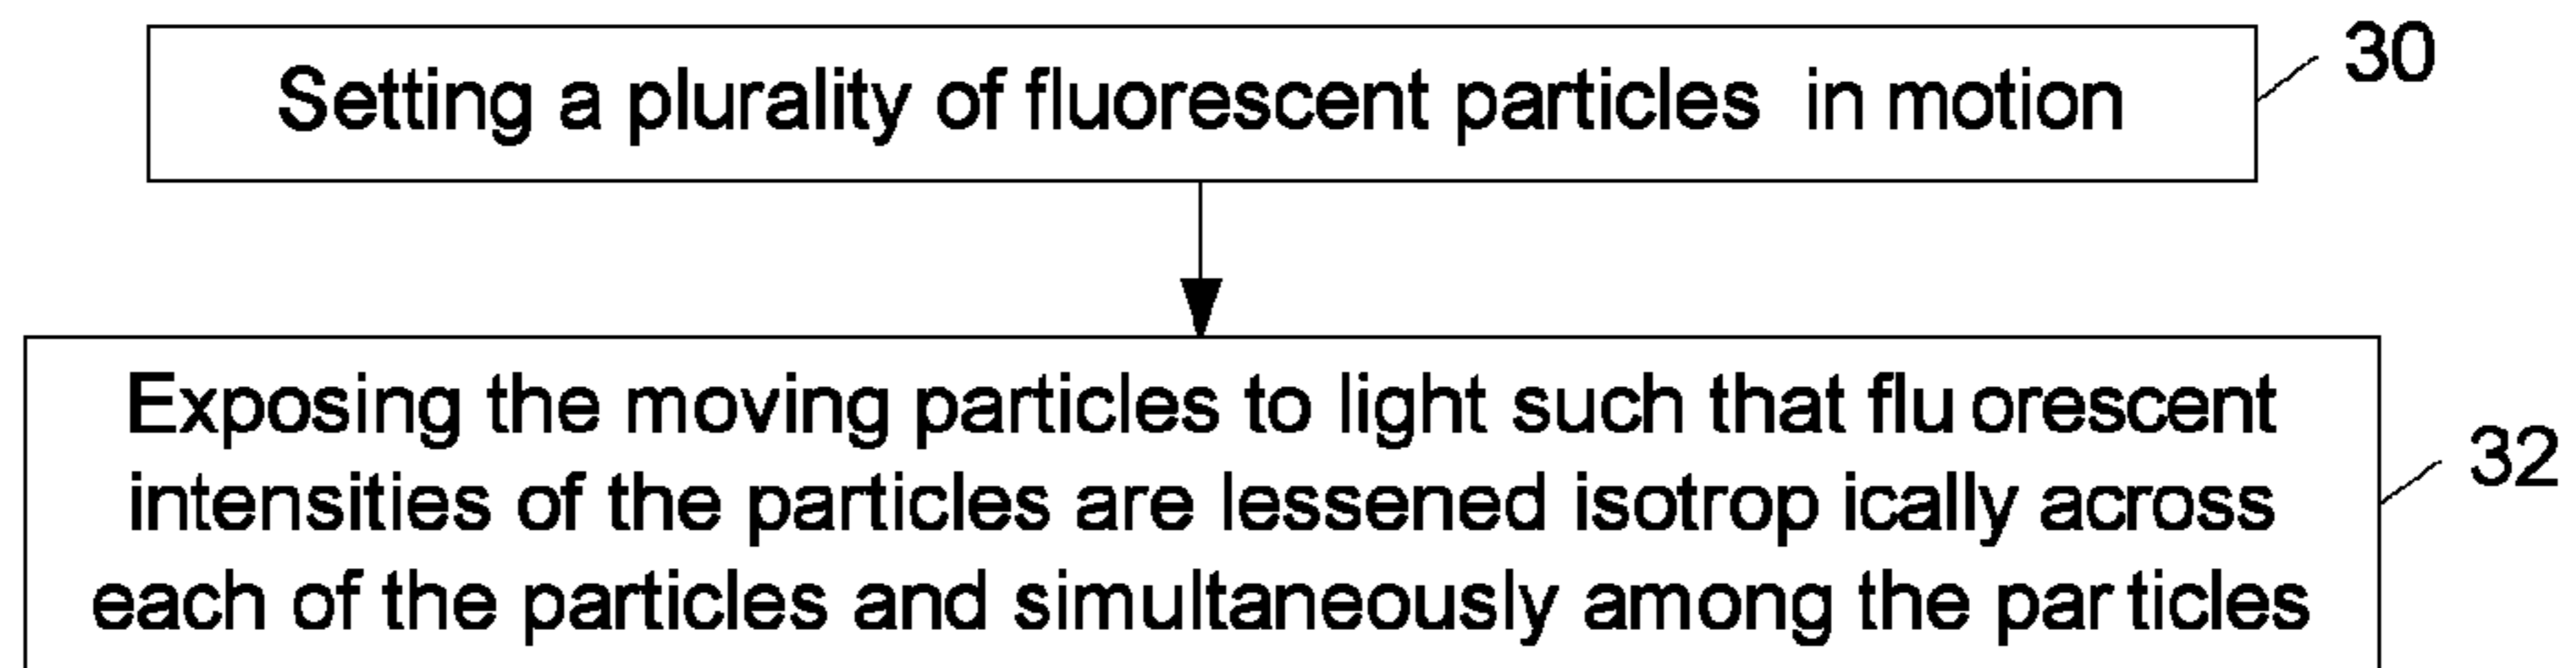 Setting a plurality of fluorescent particles in motion
30
Exposing the moving particles to light such that flu orescent
intensities of the particles are lessened isotrop ically across
each of the particles and simultaneously among the par ticles
32